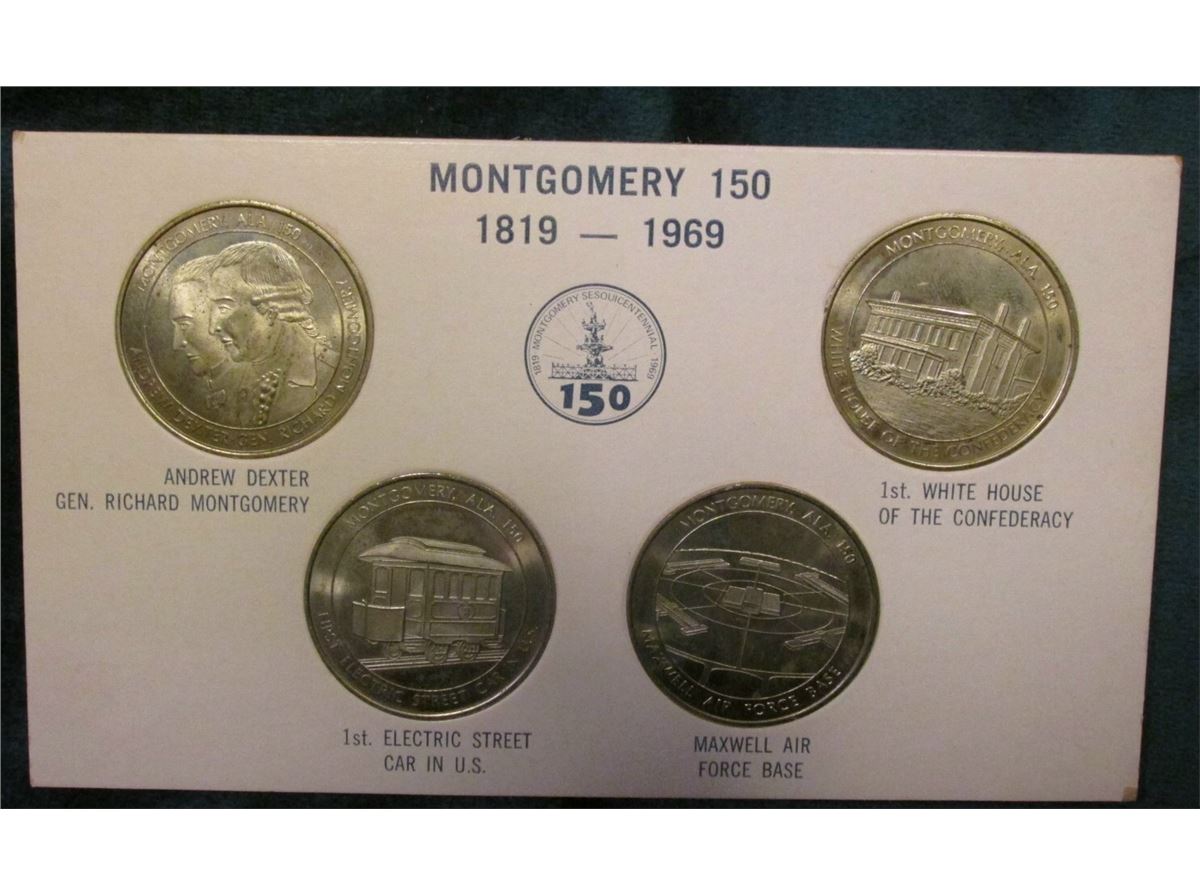 MONTGOMERY 150
1819 — 1969
MONTGOMERY SESQUICENTENNIAL
1819
1969
150
MONTGOMERY, ALA. 150
ANDREW DEXTER GEN. RICHARD MONTGOMERY
ANDREW DEXTER
GEN. RICHARD MONTGOMERY
MONTGOMERY, ALA. 150
WHITE HOUSE OF THE CONFEDERACY
1st. WHITE HOUSE
OF THE CONFEDERACY
MONTGOMERY, ALA. 150
FIRST ELECTRIC STREET CAR IN U.S.
1st. ELECTRIC STREET
CAR IN U.S.
MONTGOMERY, ALA. 150
MAXWELL AIR FORCE BASE
MAXWELL AIR
FORCE BASE